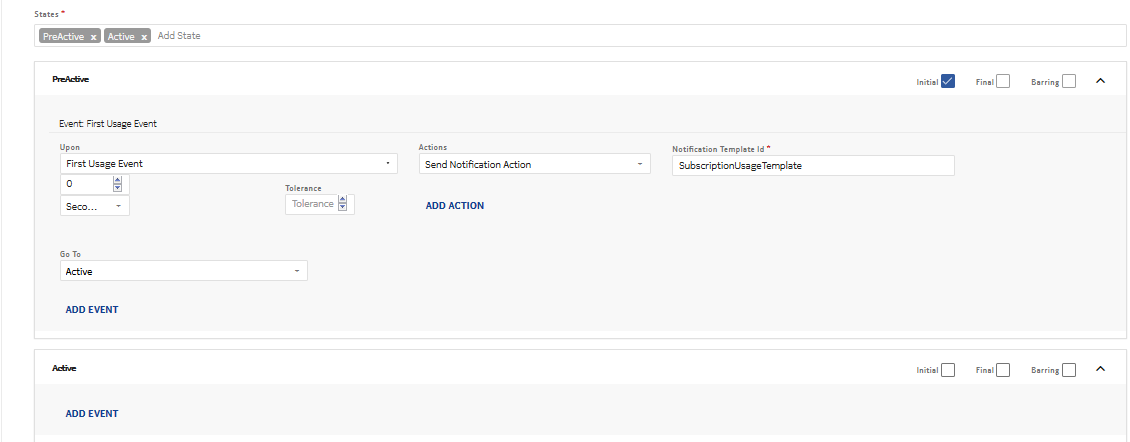 States *
PreActive x Active x Add State
PreActive
Initial Final Barring
Event: First Usage Event
Upon Actions Notification Template Id *
First Usage Event Send Notification Action SubscriptionUsageTemplate
0
Tolerance
Seco... Tolerance ADD ACTION
Go To
Active
ADD EVENT
Active
Initial Final Barring
ADD EVENT